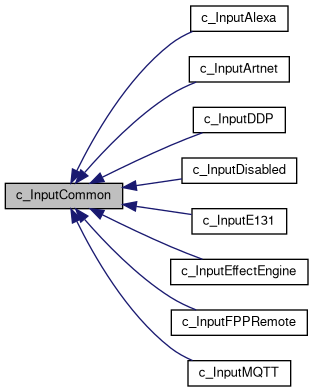 c_InputAlexa
c_InputArtnet
c_InputDDP
c_InputDisabled
c_InputCommon
c_InputE131
c_InputEffectEngine
c_InputFPPRemote
c_InputMQTT